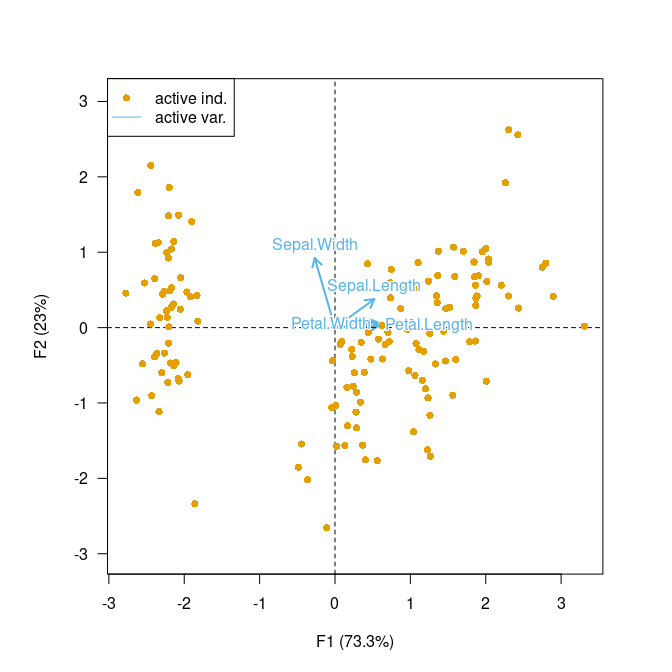 active ind.
active var.
3
2
1
0
-1
-2
-3
Sepal.Width
Sepal.Length
Petal.Width
Petal.Length
-3 -2 -1 0 1 2 3
F1 (73.3%)
F2 (23%)